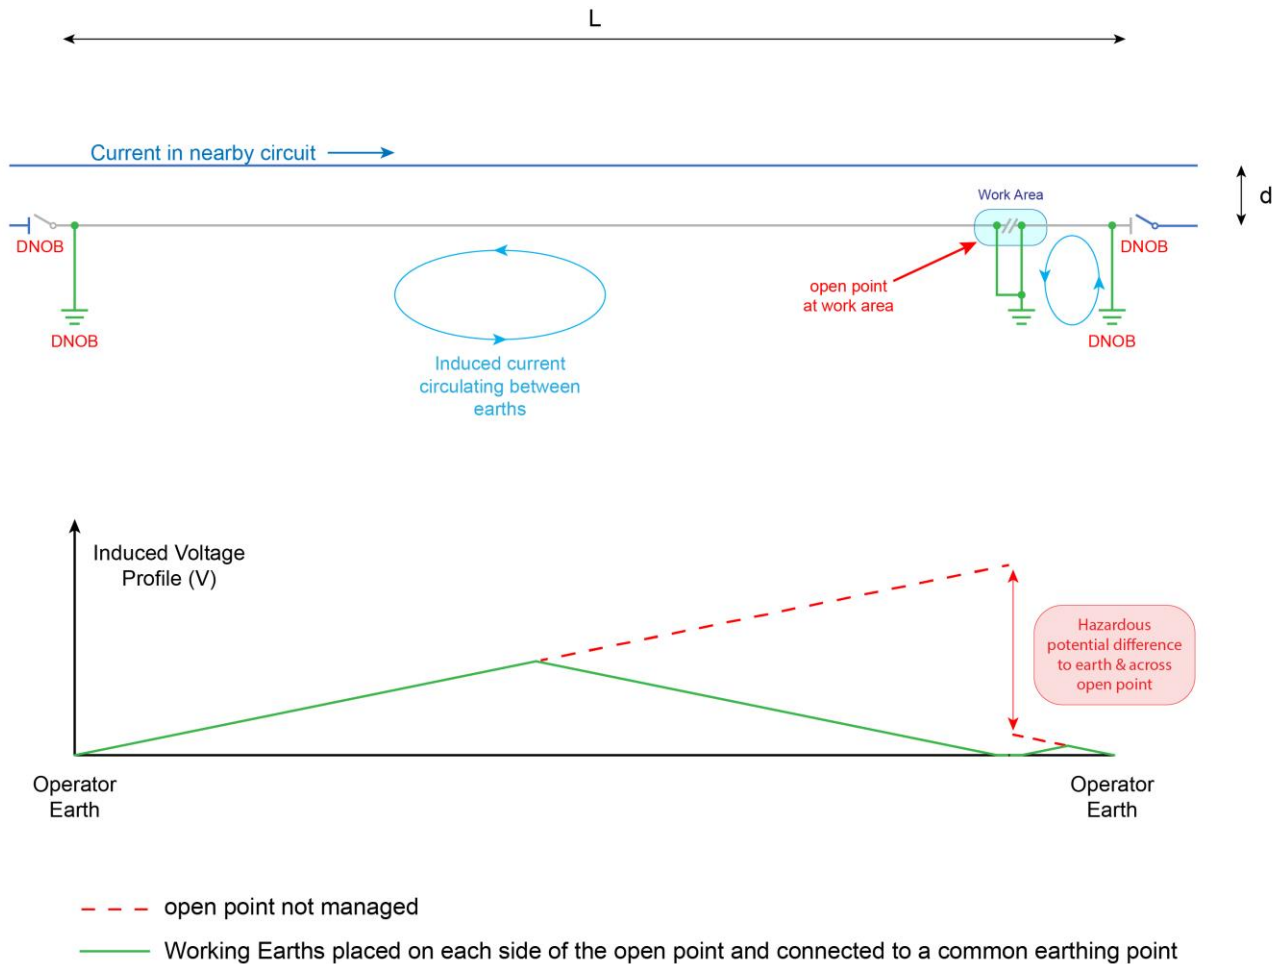 L
Current in nearby circuit
d
Work Area
DNOB
DNOB
open point
at work area
DNOB
DNOB
Induced current
circulating between
earths
Induced Voltage
Profile (V)
Hazardous
potential difference
to earth & across
open point
Operator
Earth
Operator
Earth
open point not managed
Working Earths placed on each side of the open point and connected to a common earthing point